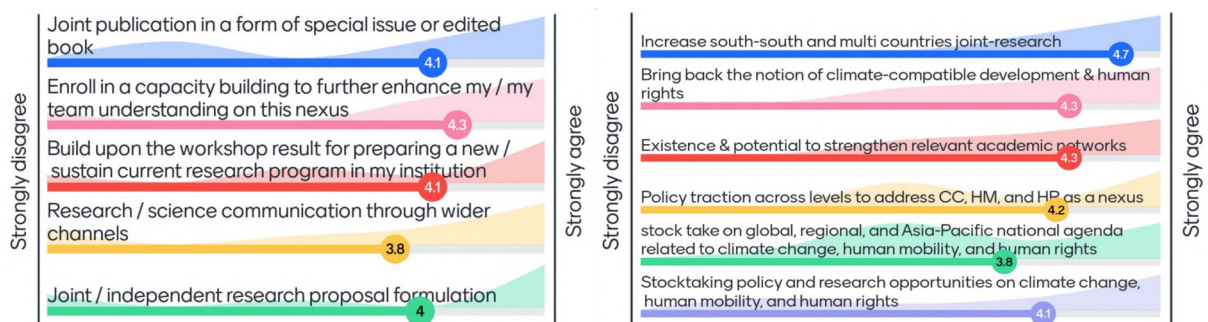 Strongly disagree
Joint publication in a form of special issue or edited
book
4.1
Enroll in a capacity building to further enhance my / my
team understanding on this nexus
4.3
Build upon the workshop result for preparing a new /
sustain current research program in my institution
4.1
Research / science communication through wider
channels
3.8
Joint / independent research proposal formulation
4
Strongly agree
Strongly disagree
Increase south-south and multi countries joint-research
4.7
Bring back the notion of climate-compatible development & human
rights
4.3
Existence & potential to strengthen relevant academic networks
4.3
Policy traction across levels to address CC, HM, and HR as a nexus
4.2
stock take on global, regional, and Asia-Pacific national agenda
related to climate change, human mobility, and human rights
3.8
Stocktaking policy and research opportunities on climate change,
human mobility, and human rights
4.1
Strongly agree